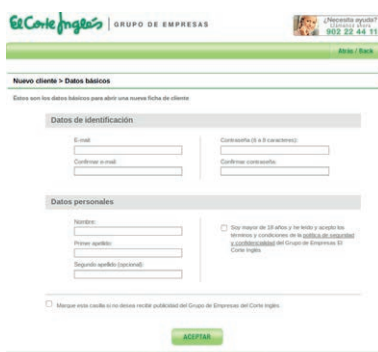 El Corte Inglés GRUPO DE EMPRESAS
¿Necesita ayuda?
Llámenos ahora
902 22 44 11
Atrás / Back
Nuevo cliente > Datos básicos
Estos son los datos básicos para abrir una nueva ficha de cliente
Datos de identificación
E-mail:
Contraseña (6 a 8 caracteres):
Confirmar e-mail:
Confirmar contraseña:
Datos personales
Nombre:
Primer apellido:
Segundo apellido (opcional):
Soy mayor de 18 años y he leído y acepto los
términos y condiciones de la política de seguridad
y confidencialidad del Grupo de Empresas El
Corte Inglés
Marque esta casilla si no desea recibir publicidad del Grupo de Empresas del Corte Inglés
ACEPTAR